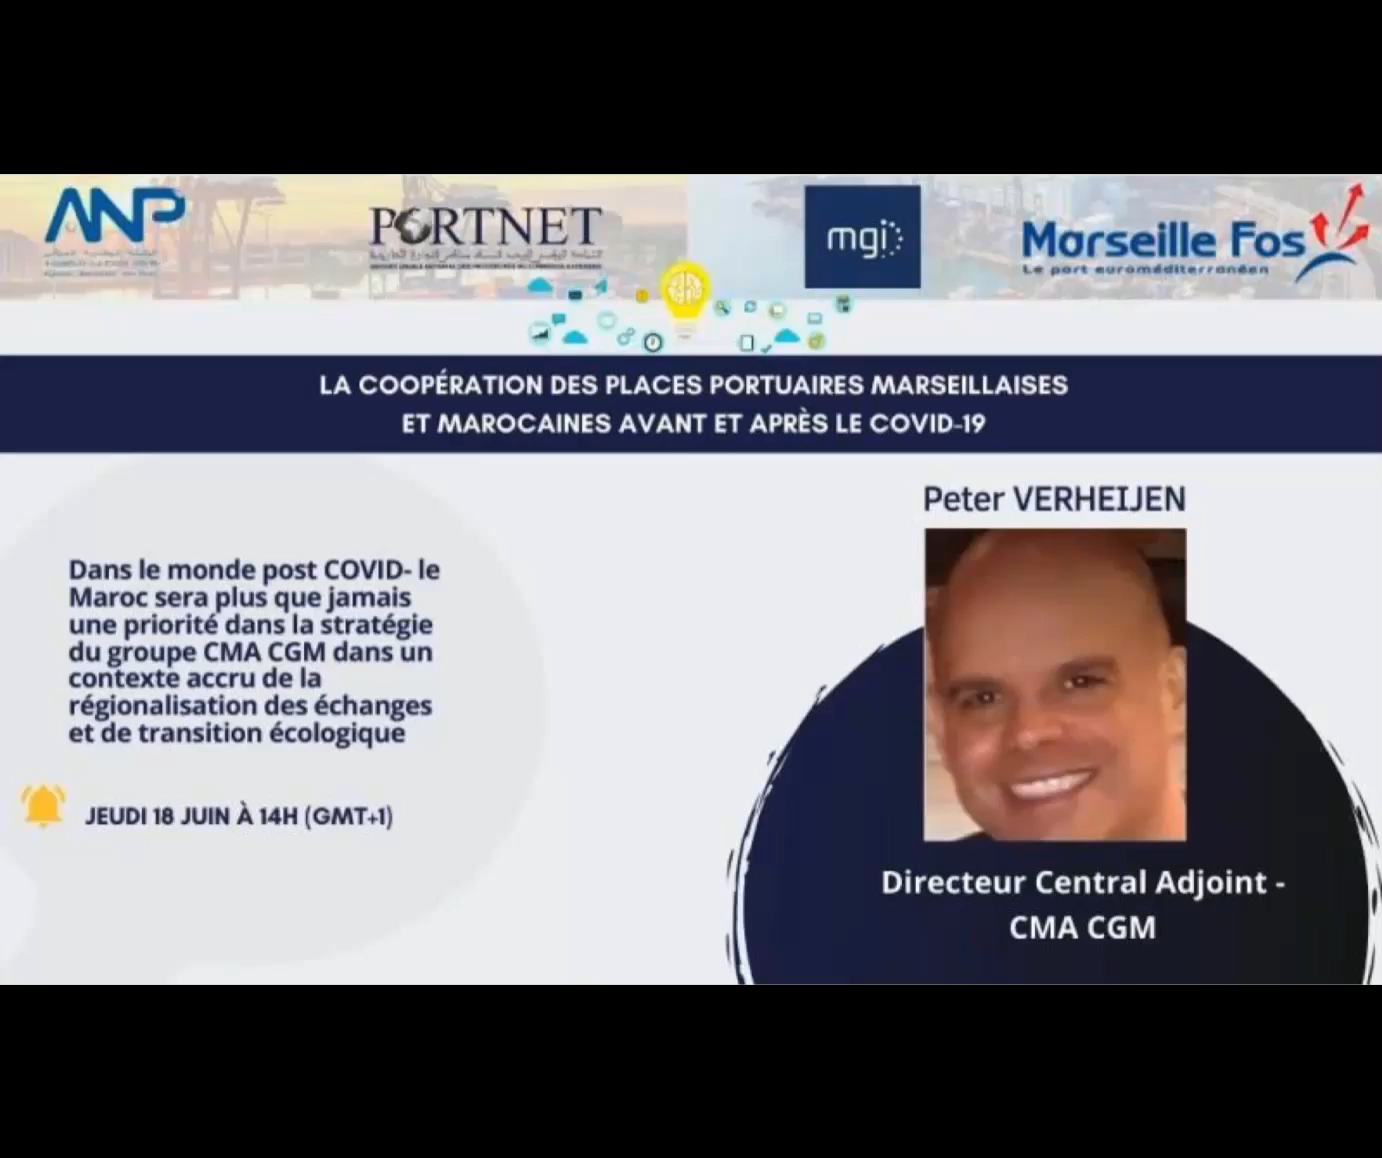 ANP
PORTNET
mgi
Marseille Fos
Le port euroméditerranéen
LA COOPÉRATION DES PLACES PORTUAIRES MARSEILLAISES
ET MAROCAINES AVANT ET APRÈS LE COVID-19
Peter VERHEIJEN
Dans le monde post COVID- le
Maroc sera plus que jamais
une priorité dans la stratégie
du groupe CMA CGM dans un
contexte accru de la
régionalisation des échanges
et de transition écologique
JEUDI 18 JUIN À 14H (GMT+1)
Directeur Central Adjoint -
CMA CGM